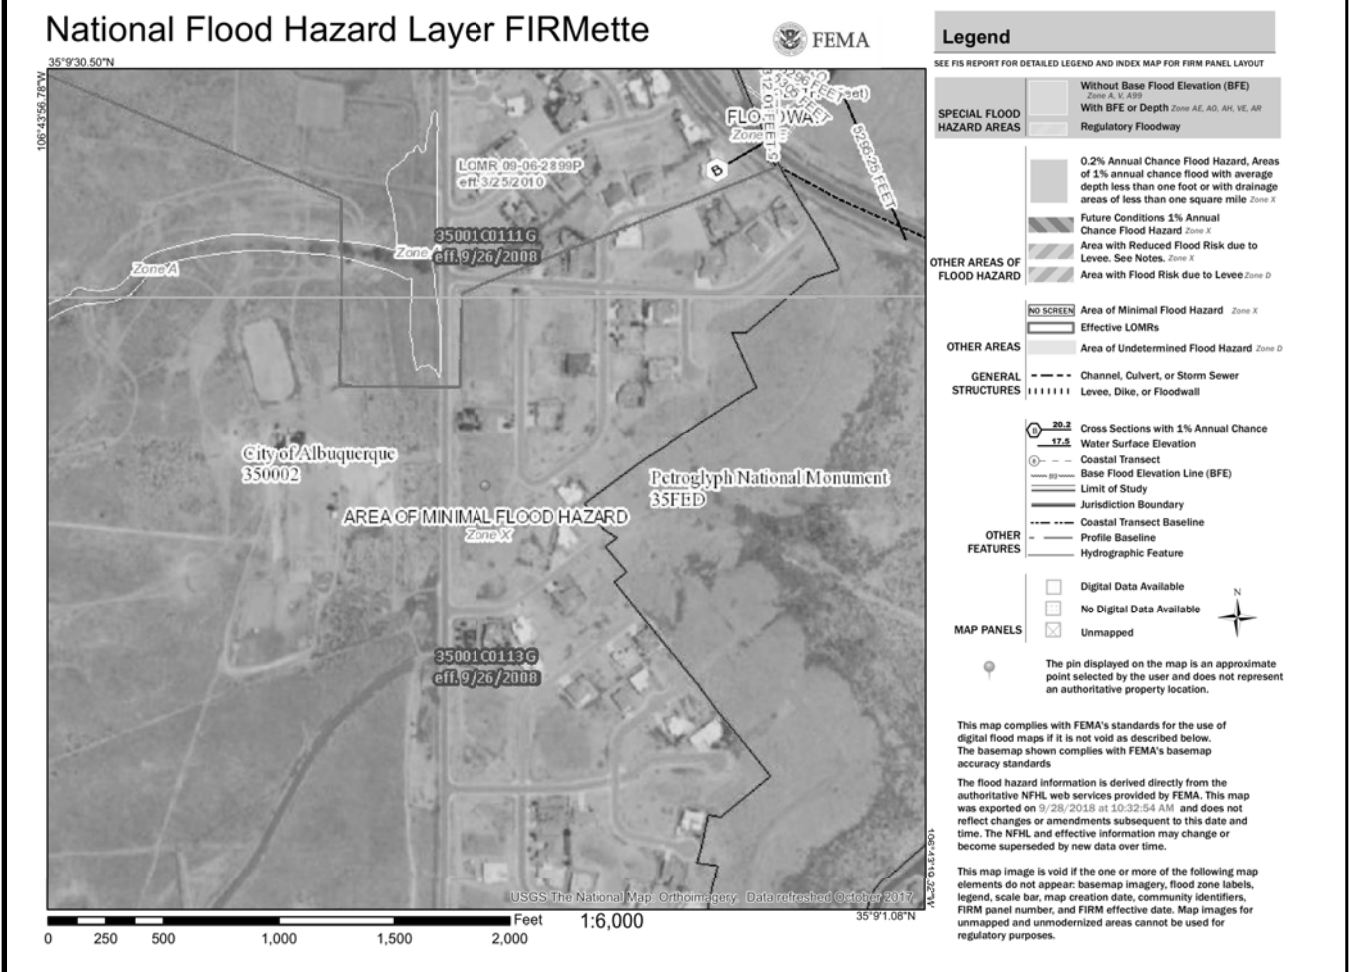 National Flood Hazard Layer FIRMette
FEMA
35°9'30.50"N
106°43'56.78"W
LOMR 09-06-2899P
eff. 3/25/2010
FLOODWAY
Zone
B
5296.25 FEET
35001C0111G
eff. 9/26/2008
Zone
Zone A
City of Albuquerque
350002
Petroglyph National Monument
35FED
AREA OF MINIMAL FLOOD HAZARD
Zone X
35001C0113G
eff. 9/26/2008
USGS The National Map: Orthoimagery. Data refreshed October 2017.
106°43'19.32"W
35°9'1.08"N
Feet
1:6,000
0 250 500 1,000 1,500 2,000
Legend
SEE FIS REPORT FOR DETAILED LEGEND AND INDEX MAP FOR FIRM PANEL LAYOUT
SPECIAL FLOOD
HAZARD AREAS
Without Base Flood Elevation (BFE)
Zone A, V, A99
With BFE or Depth Zone AE, AO, AH, VE, AR
Regulatory Floodway
OTHER AREAS OF
FLOOD HAZARD
0.2% Annual Chance Flood Hazard, Areas
of 1% annual chance flood with average
depth less than one foot or with drainage
areas of less than one square mile Zone X
Future Conditions 1% Annual
Chance Flood Hazard Zone X
Area with Reduced Flood Risk due to
Levee. See Notes. Zone X
Area with Flood Risk due to Levee Zone D
OTHER AREAS
NO SCREEN Area of Minimal Flood Hazard Zone X
Effective LOMRs
Area of Undetermined Flood Hazard Zone D
GENERAL
STRUCTURES
Channel, Culvert, or Storm Sewer
Levee, Dike, or Floodwall
OTHER
FEATURES
B 20.2 Cross Sections with 1% Annual Chance
17.5 Water Surface Elevation
8 Coastal Transect
513 Base Flood Elevation Line (BFE)
Limit of Study
Jurisdiction Boundary
Coastal Transect Baseline
Profile Baseline
Hydrographic Feature
MAP PANELS
Digital Data Available
No Digital Data Available
Unmapped
N
The pin displayed on the map is an approximate
point selected by the user and does not represent
an authoritative property location.
This map complies with FEMA's standards for the use of
digital flood maps if it is not void as described below.
The basemap shown complies with FEMA's basemap
accuracy standards
The flood hazard information is derived directly from the
authoritative NFHL web services provided by FEMA. This map
was exported on 9/28/2018 at 10:32:54 AM and does not
reflect changes or amendments subsequent to this date and
time. The NFHL and effective information may change or
become superseded by new data over time.
This map image is void if the one or more of the following map
elements do not appear: basemap imagery, flood zone labels,
legend, scale bar, map creation date, community identifiers,
FIRM panel number, and FIRM effective date. Map images for
unmapped and unmodernized areas cannot be used for
regulatory purposes.